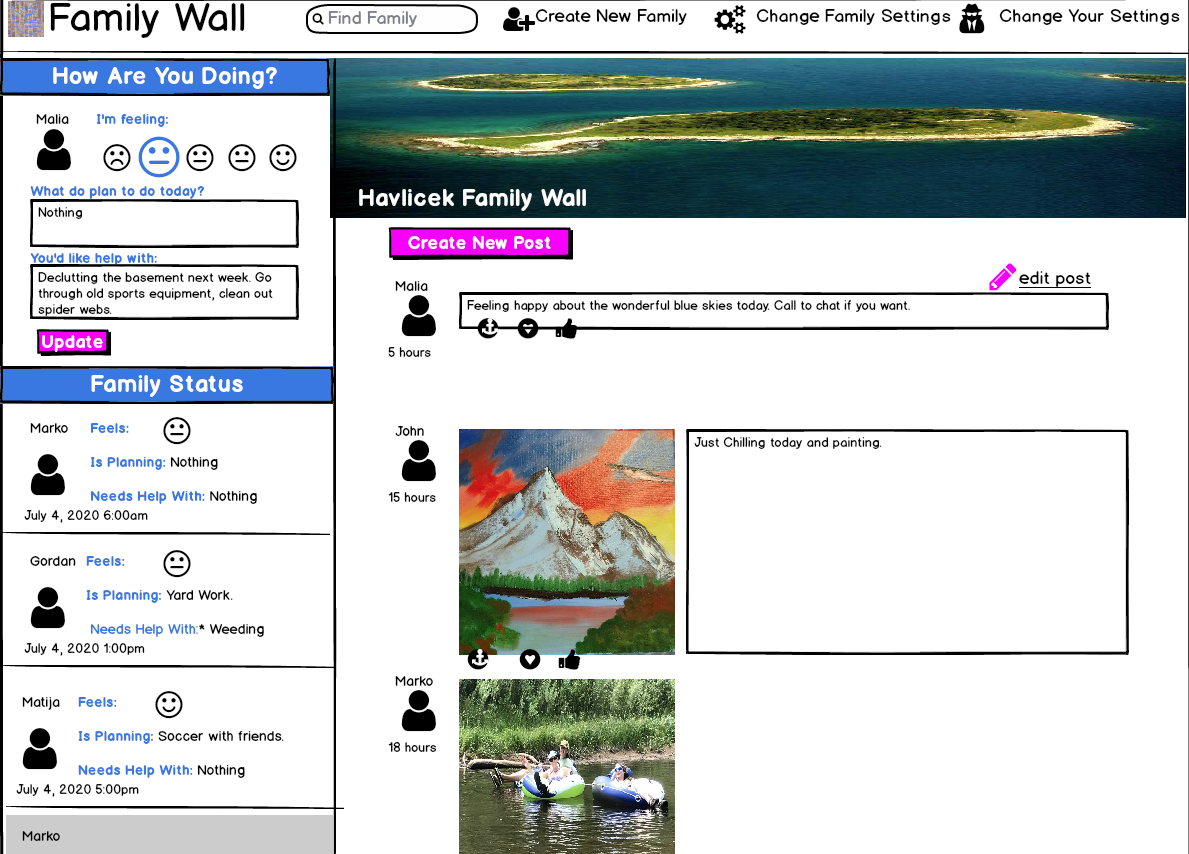 Family Wall
Find Family
Create New Family
Change Family Settings
Change Your Settings
How Are You Doing?
Malia
I'm feeling:
What do plan to do today?
Nothing
You'd like help with:
Declutting the basement next week. Go
through old sports equipment, clean out
spider webs.
Update
Family Status
Marko
Feels:
Is Planning: Nothing
Needs Help With: Nothing
July 4, 2020 6:00am
Gordan
Feels:
Is Planning: Yard Work.
Needs Help With:* Weeding
July 4, 2020 1:00pm
Matija
Feels:
Is Planning: Soccer with friends.
Needs Help With: Nothing
July 4, 2020 5:00pm
Marko
Havlicek Family Wall
Create New Post
edit post
Malia
Feeling happy about the wonderful blue skies today. Call to chat if you want.
5 hours
John
Just Chilling today and painting.
15 hours
Marko
18 hours